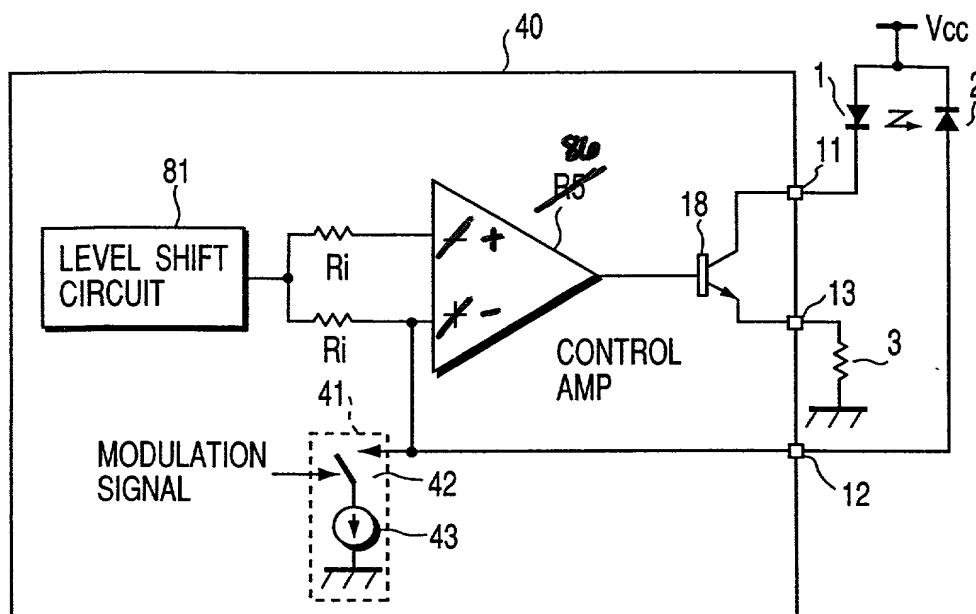 40
Vcc
1
2
86
R5
11
81
18
LEVEL SHIFT
CIRCUIT
Ri
+
-
13
Ri
CONTROL
AMP
3
41
MODULATION
SIGNAL
42
12
43